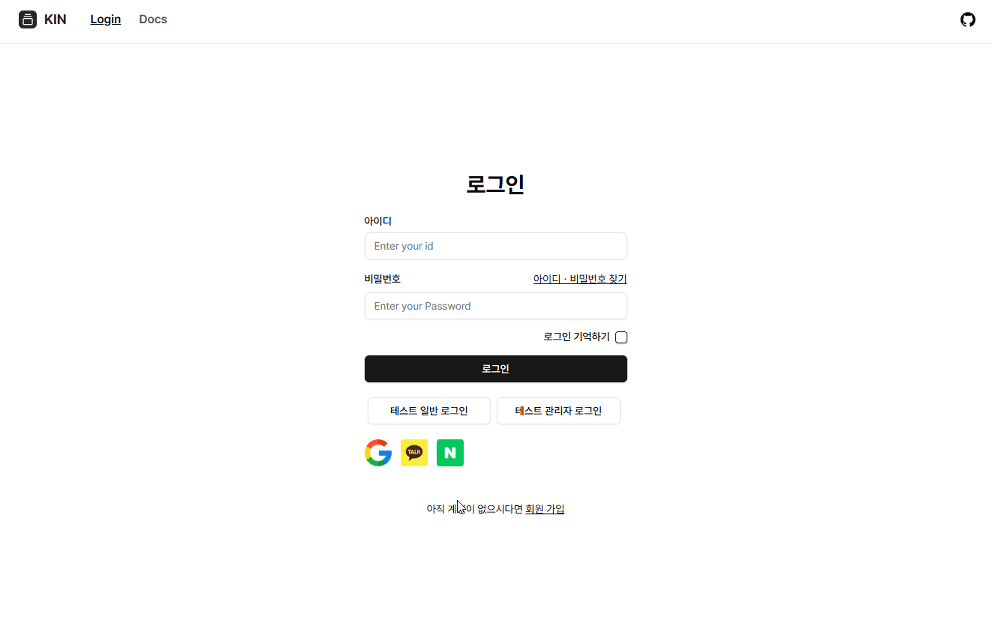 KIN Login Docs
로그인
아이디
Enter your id
비밀번호 아이디 · 비밀번호 찾기
Enter your Password
로그인 기억하기
로그인
테스트 일반 로그인 테스트 관리자 로그인
TALK N
아직 이 없으시다면 회원 가입